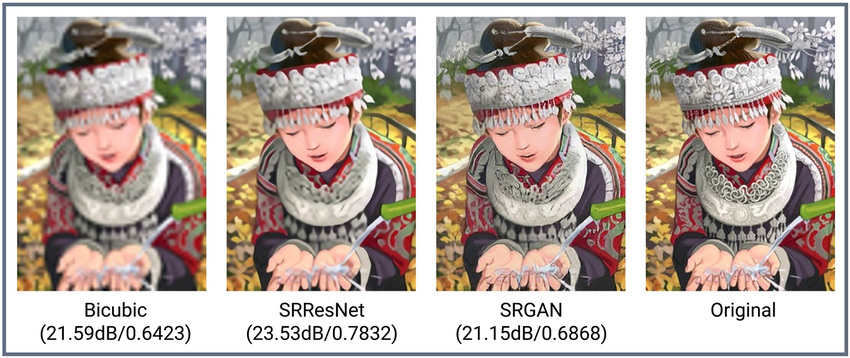 Bicubic
(21.59dB/0.6423)
SRResNet
(23.53dB/0.7832)
SRGAN
(21.15dB/0.6868)
Original